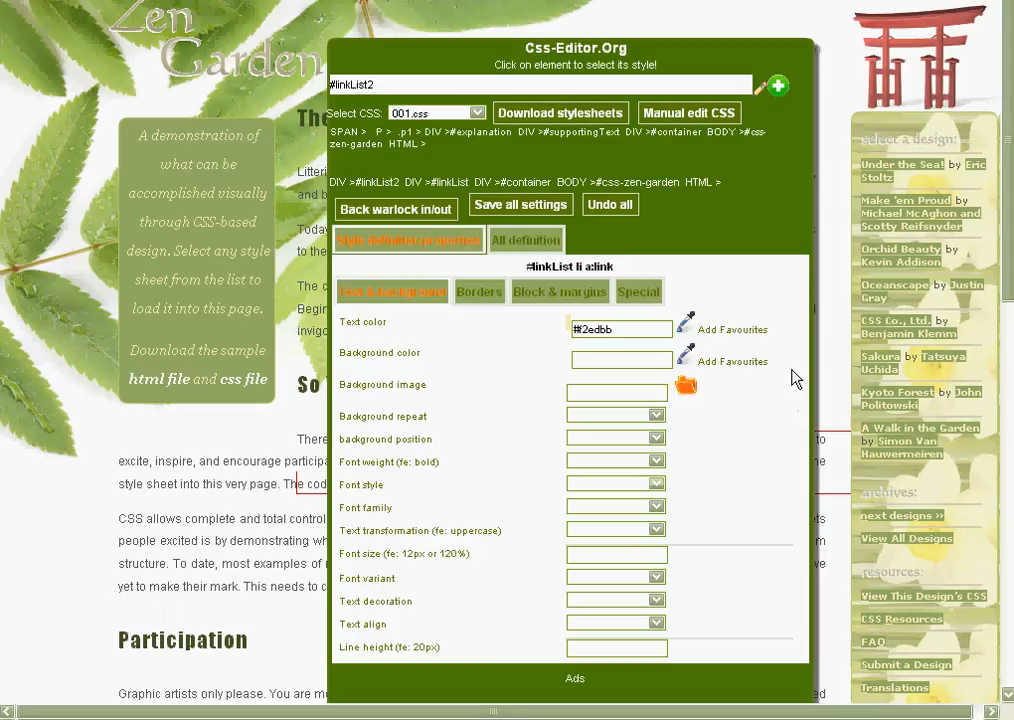 Zen
Garden
A demonstration of
what can be
accomplished visually
through CSS-based
design. Select any style
sheet from the list to
load it into this page.
Download the sample
html file and css file
The
Litteri
and b
Today
to the
The c
Begin
invigo
So
There
excite, inspire, and encourage participa
style sheet into this very page. The cod
CSS allows complete and total control
people excited is by demonstrating wh
structure. To date, most examples of
yet to make their mark. This needs to c
Participation
Graphic artists only please. You are mo
Css-Editor.Org
Click on element to select its style!
#linkList2
Select CSS: 001.css Download stylesheets Manual edit CSS
SPAN > P > .p1 > DIV >#explanation DIV >#supportingText DIV >#container BODY >#css-
zen-garden HTML >
DIV >#linkList2 DIV >#linkList DIV >#container BODY >#css-zen-garden HTML >
Back warlock in/out Save all settings Undo all
Style definition properties All definition
#linkList li a:link
Text & background Borders Block & margins Special
Text color ##2edbb Add Favourites
Background color Add Favourites
Background image
Background repeat
background position
Font weight (fe: bold)
Font style
Font family
Text transformation (fe: uppercase)
Font size (fe: 12px or 120%)
Font variant
Text decoration
Text align
Line height (fe: 20px)
Ads
to
the
select a design:
Under the Sea! by Eric
Stoltz
Make 'em Proud by
Michael McAghon and
Scotty Reifsnyder
Orchid Beauty by
Kevin Addison
Oceanscape by Justin
Gray
CSS Co., Ltd. by
Benjamin Klemm
Sakura by Tatsuya
Uchida
Kyoto Forest by John
Politowski
A Walk in the Garden
by Simon Van
Hauwermeiren
archives:
next designs >>
View All Designs
resources:
View This Design's CSS
CSS Resources
FAQ
Submit a Design
Translations